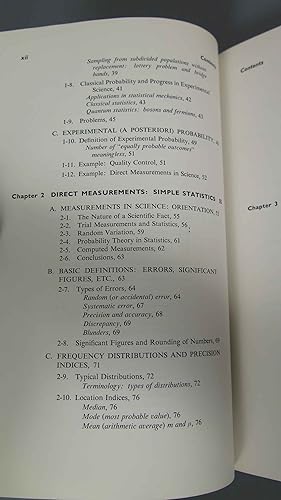 xii
Contents
Sampling from subdivided populations without
replacement: lottery problem and bridge
hands, 39
1-8. Classical Probability and Progress in Experimental
Science, 41
Applications in statistical mechanics, 42
Classical statistics, 43
Quantum statistics: bosons and fermions, 43
1-9. Problems, 45
C. EXPERIMENTAL (A POSTERIORI) PROBABILITY,
1-10. Definition of Experimental Probability, 49
Number of "equally probable outcomes"
meaningless, 51
1-11. Example: Quality Control, 51
1-12. Example: Direct Measurements in Science, 52
Chapter 2 DIRECT MEASUREMENTS: SIMPLE STATISTICS
A. MEASUREMENTS IN SCIENCE: ORIENTATION,
2-1. The Nature of a Scientific Fact, 55
2-2. Trial Measurements and Statistics, 56
2-3. Random Variation, 59
2-4. Probability Theory in Statistics, 61
2-5. Computed Measurements, 62
2-6. Conclusions, 63
B. BASIC DEFINITIONS: ERRORS, SIGNIFICANT
FIGURES, ETC., 63
2-7. Types of Errors, 64
Random (or accidental) error, 64
Systematic error, 67
Precision and accuracy, 68
Discrepancy, 69
Blunders, 69
2-8. Significant Figures and Rounding of Numbers, 69
C. FREQUENCY DISTRIBUTIONS AND PRECISION
INDICES, 71
2-9. Typical Distributions, 72
Terminology: types of distributions, 72
2-10. Location Indices, 76
Median, 76
Mode (most probable value), 76
Mean (arithmetic average) m and μ, 76
Contents
Chapter 3